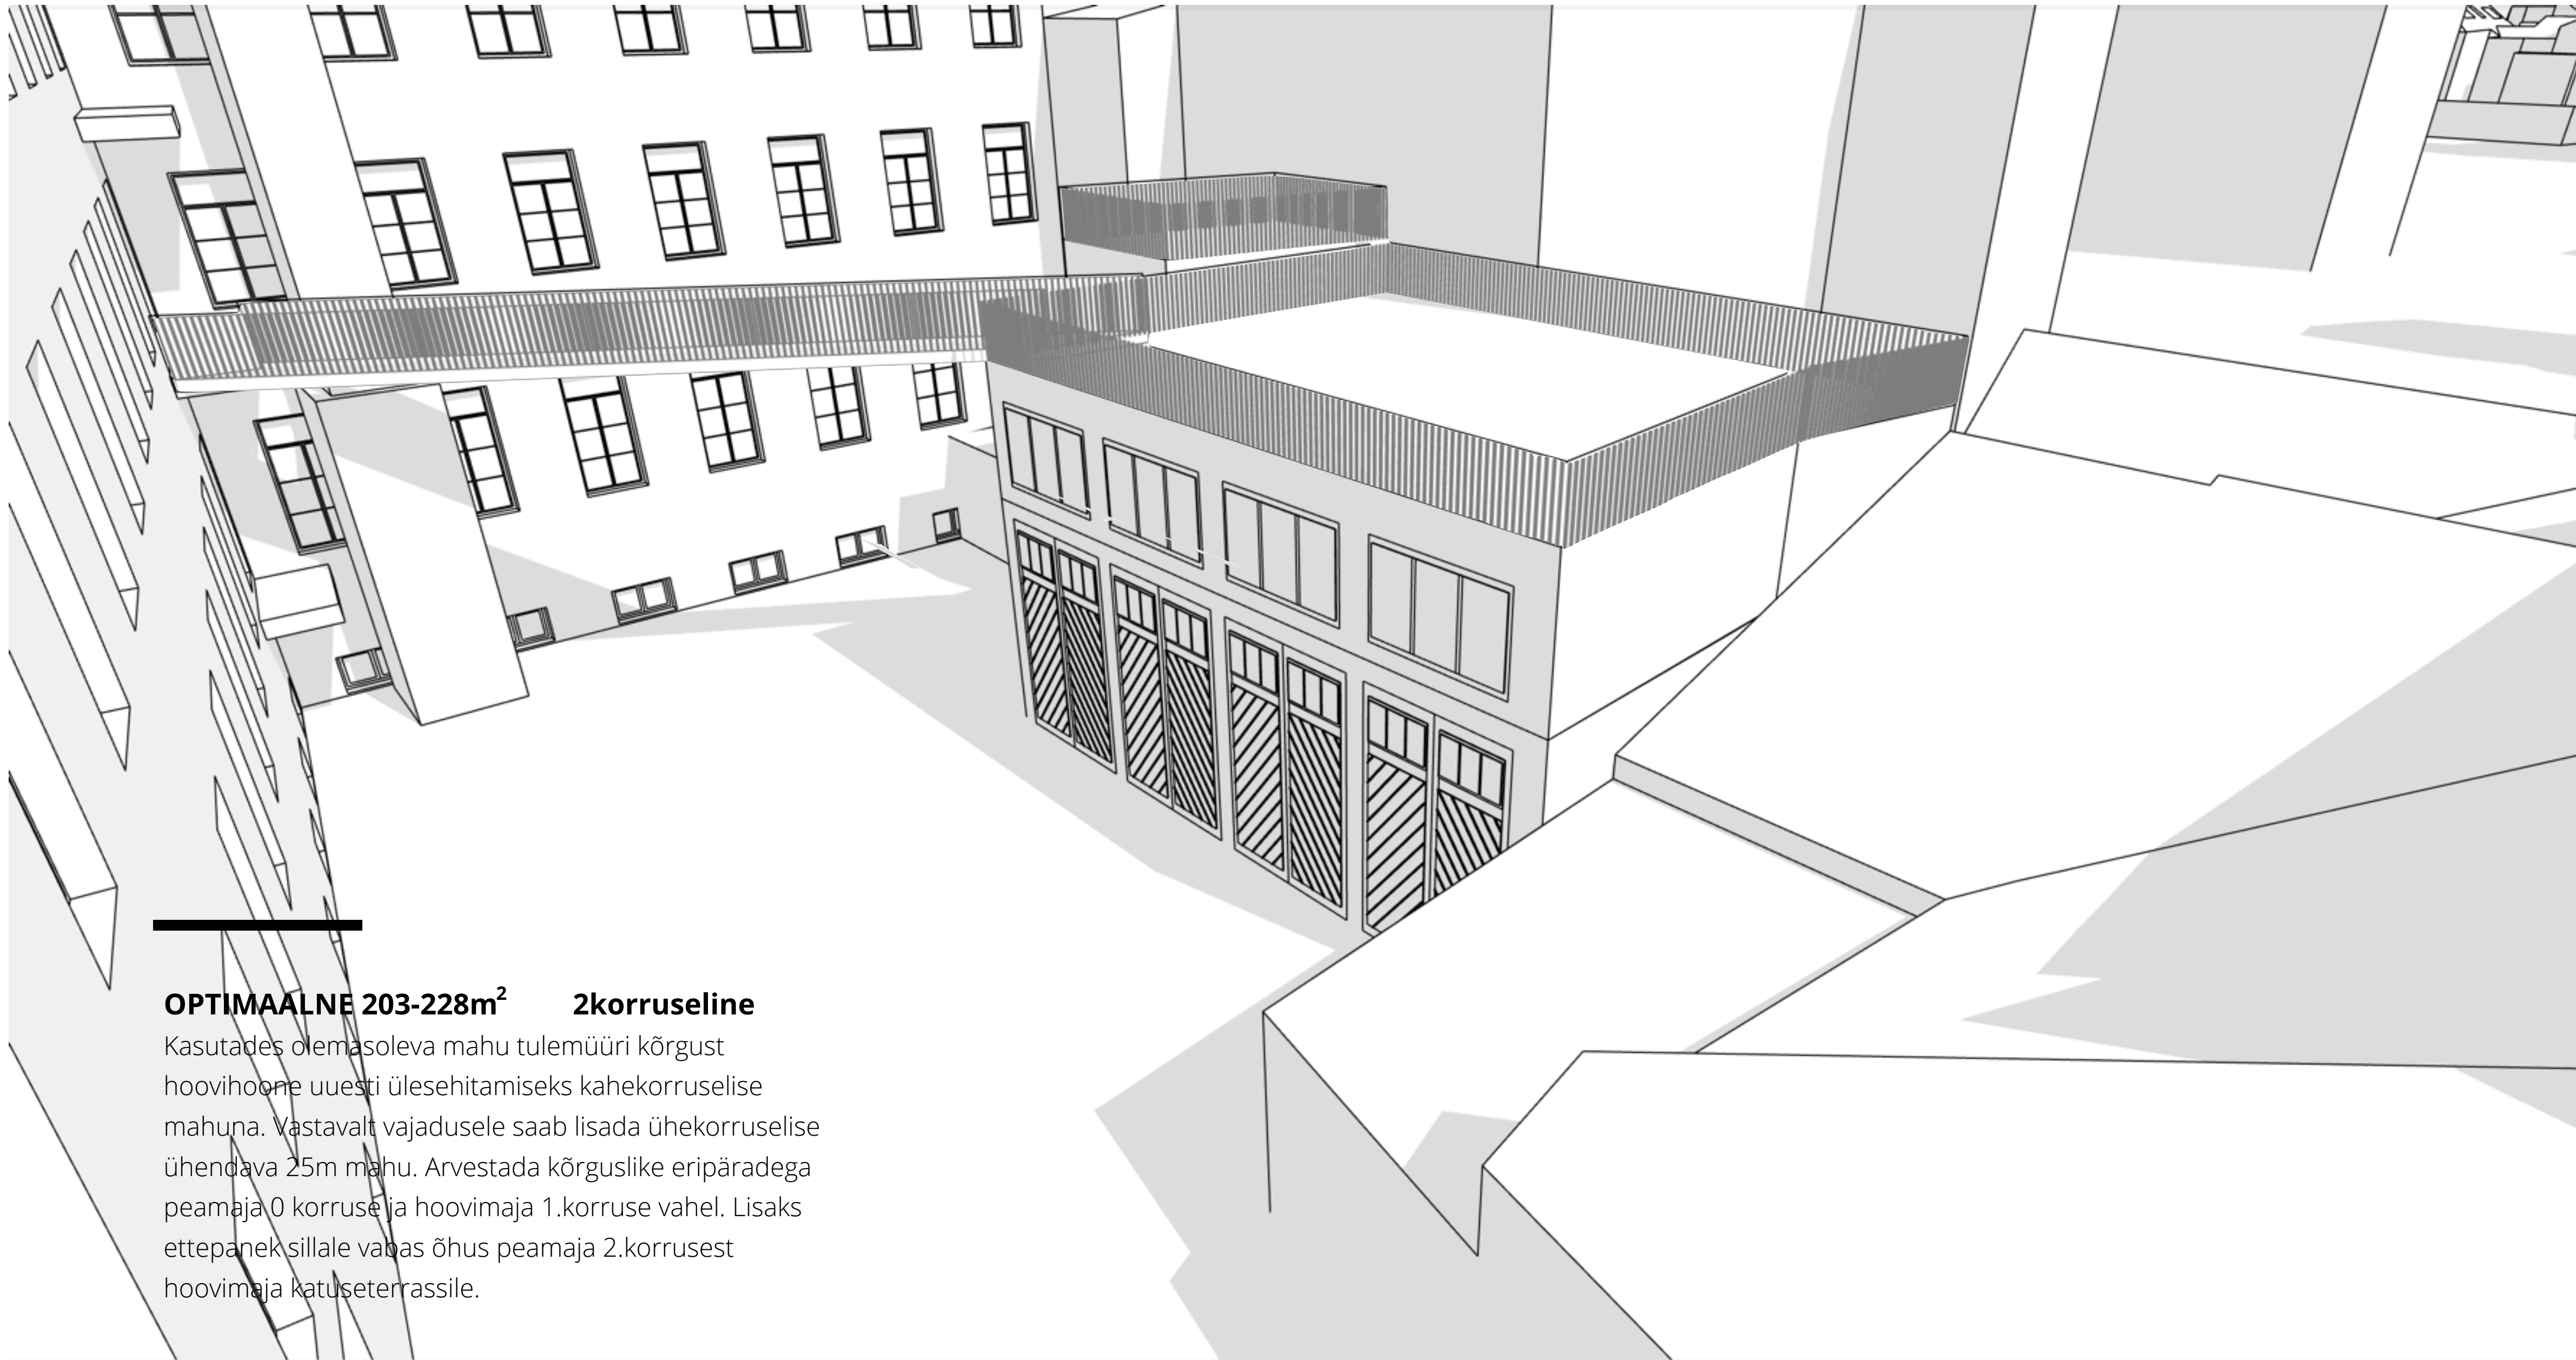 OPTIMAALNE 203-228m² 2korruseline
Kasutades olemasoleva mahu tulemüüri kõrgust
hoovihoone uuesti ülesehitamiseks kahekorruselise
mahuna. Vastavalt vajadusele saab lisada ühekorruselise
ühendava 25m mahu. Arvestada kõrguslike eripäradega
peamaja 0 korruse ja hoovimaja 1.korruse vahel. Lisaks
ettepanek sillale vabas õhus peamaja 2.korrusest
hoovimaja katuseterrassile.